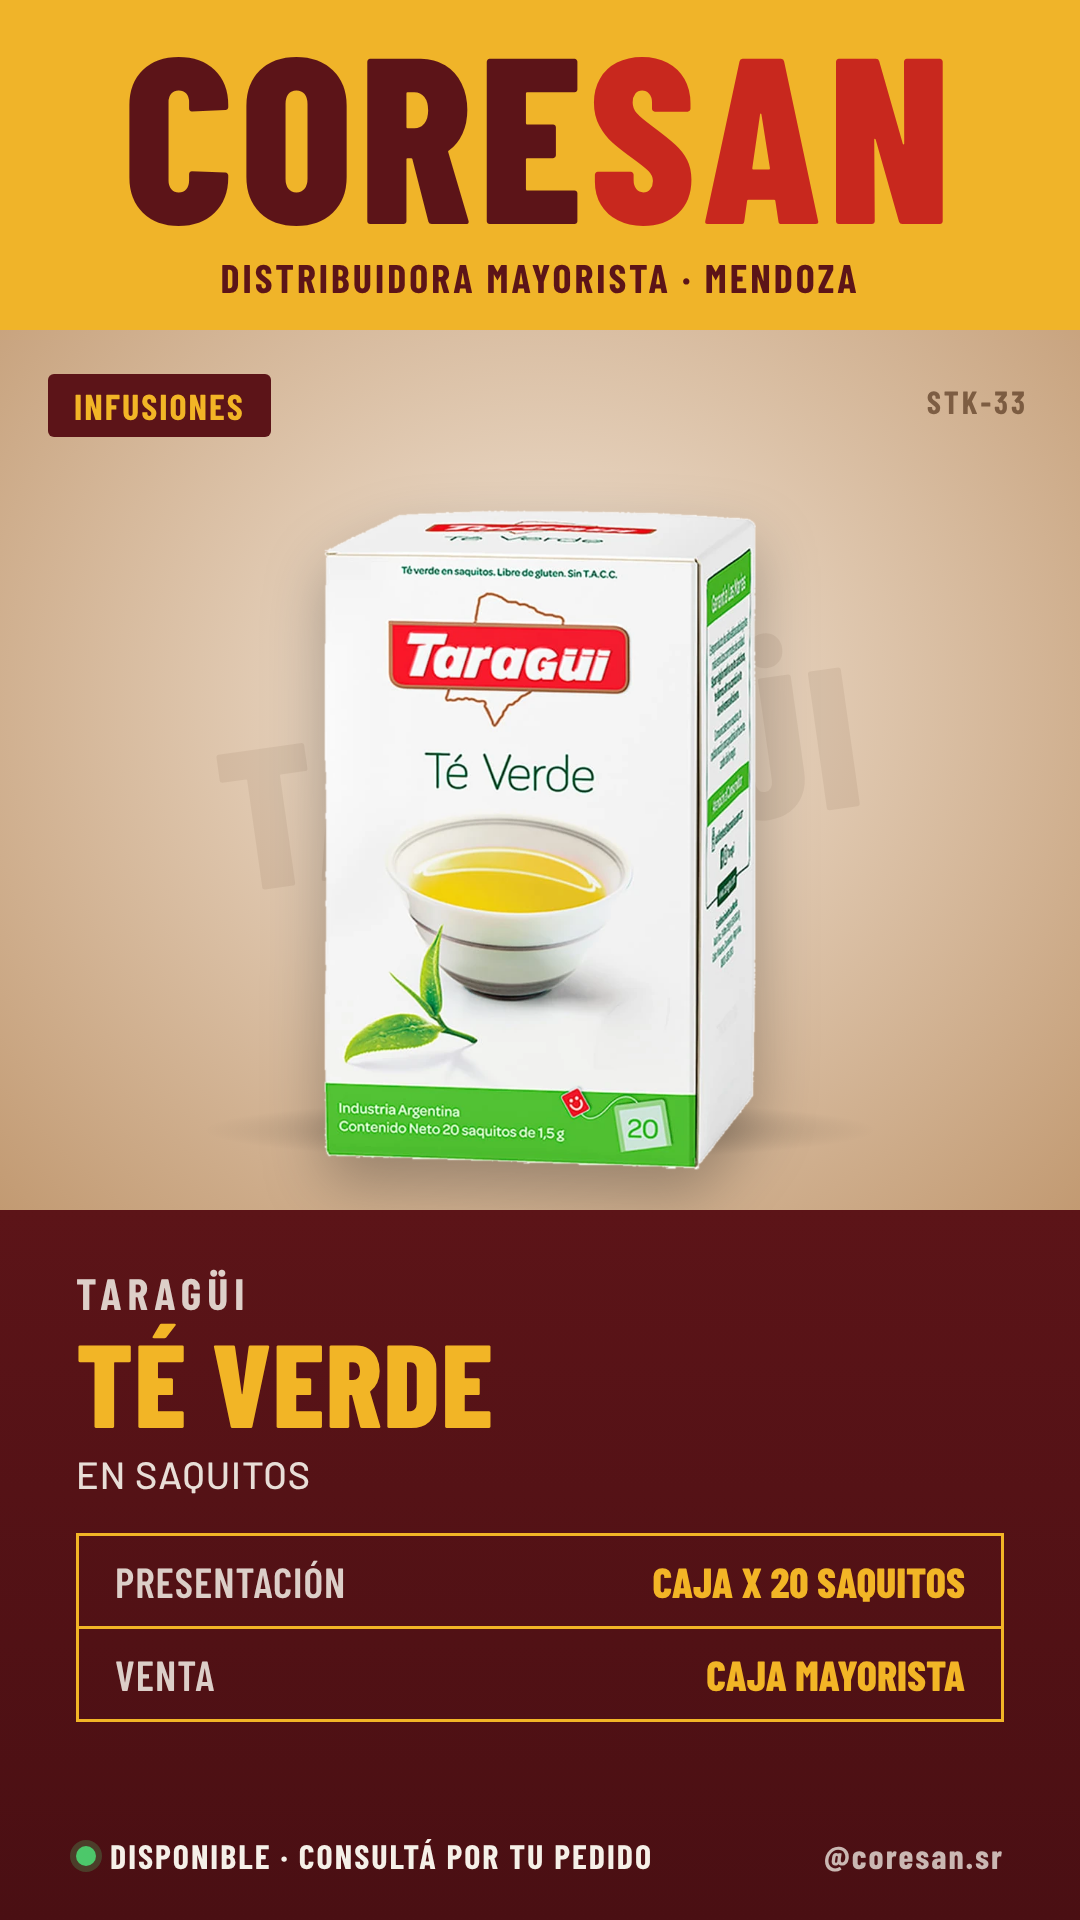 CORESAN
DISTRIBUIDORA MAYORISTA · MENDOZA
INFUSIONES
STK-33
Té Verde
Té verde en saquitos. Libre de gluten. Sin T.A.C.C.
Taragüi
Té Verde
Industria Argentina
Contenido Neto 20 saquitos de 1,5 g
20
TARAGÜI
TÉ VERDE
EN SAQUITOS
PRESENTACIÓN CAJA X 20 SAQUITOS
VENTA CAJA MAYORISTA
DISPONIBLE · CONSULTÁ POR TU PEDIDO
@coresan.sr